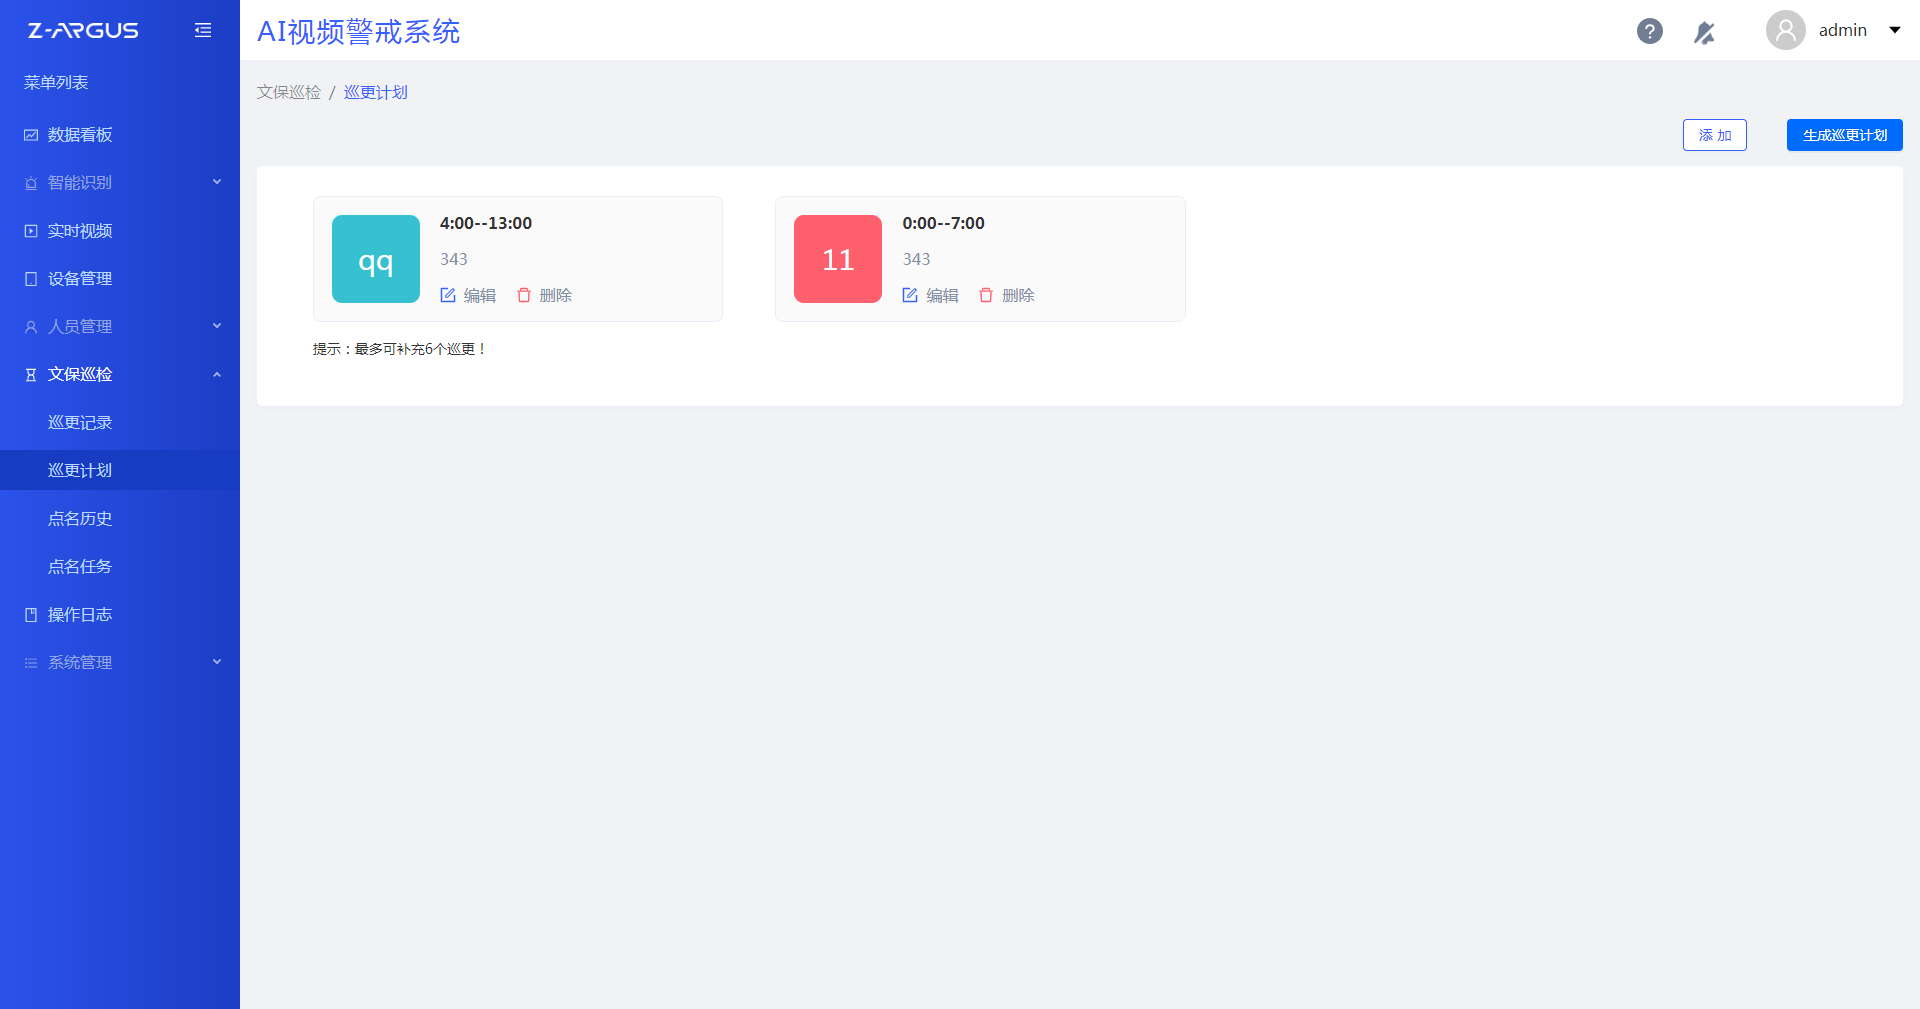 Z-ARGUS
菜单列表
数据看板
智能识别
实时视频
设备管理
人员管理
文保巡检
巡更记录
巡更计划
点名历史
点名任务
操作日志
系统管理
AI视频警戒系统
?
admin
文保巡检 / 巡更计划
添 加
生成巡更计划
qq
4:00--13:00
343
编辑 删除
11
0:00--7:00
343
编辑 删除
提示：最多可补充6个巡更！